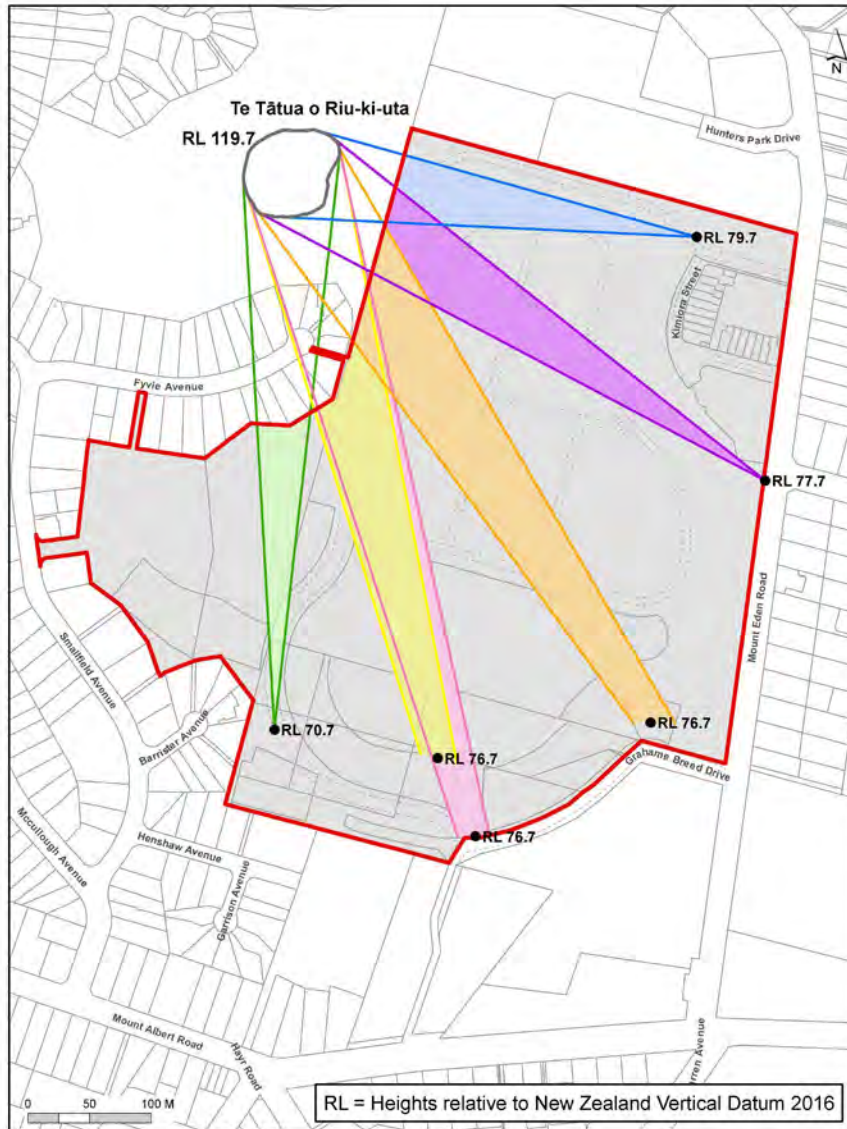 N
Te Tātua o Riu-ki-uta
RL 119.7
Hunters Park Drive
RL 79.7
Kimiora Street
Fyvie Avenue
RL 77.7
Mount Eden Road
Smallfield Avenue
RL 70.7
RL 76.7
RL 76.7
Barrister Avenue
Grahame Breed Drive
RL 76.7
Mccullough Avenue
Henshaw Avenue
Garrison Avenue
Mount Albert Road
Hayr Road
rren Avenue
0 50 100 M
RL = Heights relative to New Zealand Vertical Datum 2016